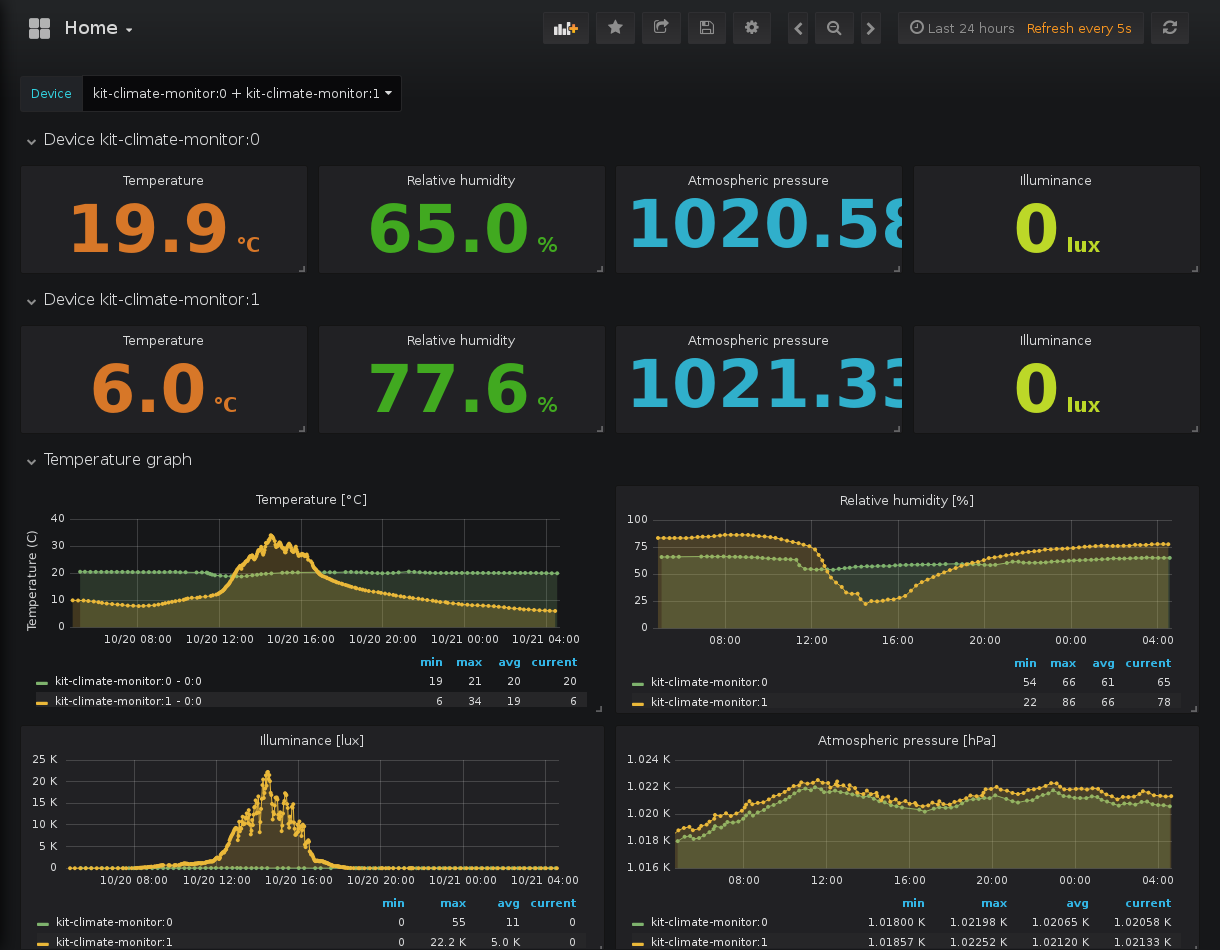 Home
Last 24 hours Refresh every 5s
Device kit-climate-monitor:0 + kit-climate-monitor:1
Device kit-climate-monitor:0
Temperature Relative humidity Atmospheric pressure Illuminance
19.9 °C 65.0 % 1020.58 0 lux
Device kit-climate-monitor:1
Temperature Relative humidity Atmospheric pressure Illuminance
6.0 °C 77.6 % 1021.33 0 lux
Temperature graph
Temperature [°C]
Temperature (C)
40
30
20
10
0
10/20 08:00 10/20 12:00 10/20 16:00 10/20 20:00 10/21 00:00 10/21 04:00
min max avg current
kit-climate-monitor:0 - 0:0 19 21 20 20
kit-climate-monitor:1 - 0:0 6 34 19 6
Relative humidity [%]
100
75
50
25
0
08:00 12:00 16:00 20:00 00:00 04:00
min max avg current
kit-climate-monitor:0 54 66 61 65
kit-climate-monitor:1 22 86 66 78
Illuminance [lux]
25 K
20 K
15 K
10 K
5 K
0
10/20 08:00 10/20 12:00 10/20 16:00 10/20 20:00 10/21 00:00 10/21 04:00
min max avg current
kit-climate-monitor:0 0 55 11 0
kit-climate-monitor:1 0 22.2 K 5.0 K 0
Atmospheric pressure [hPa]
1.024 K
1.022 K
1.020 K
1.018 K
1.016 K
08:00 12:00 16:00 20:00 00:00 04:00
min max avg current
kit-climate-monitor:0 1.01800 K 1.02198 K 1.02065 K 1.02058 K
kit-climate-monitor:1 1.01857 K 1.02252 K 1.02120 K 1.02133 K